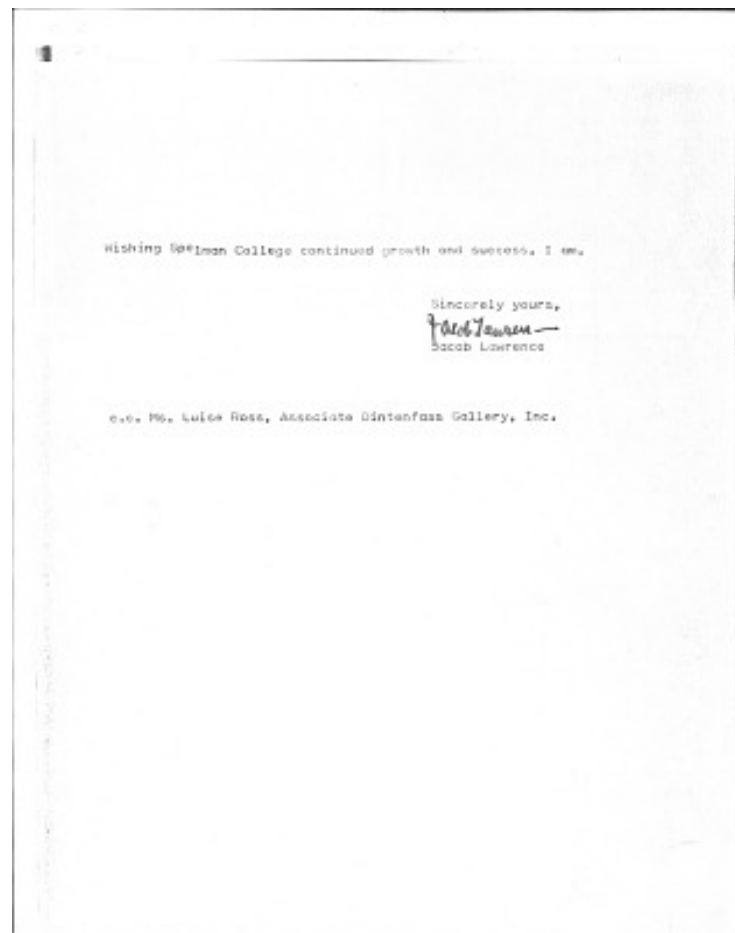 Wishing Spelman College continued growth and success, I am.
Sincerely yours,
Jacob Lawrence
Jacob Lawrence
c.c. Ms. Luise Ross, Associate Dintenfass Gallery, Inc.